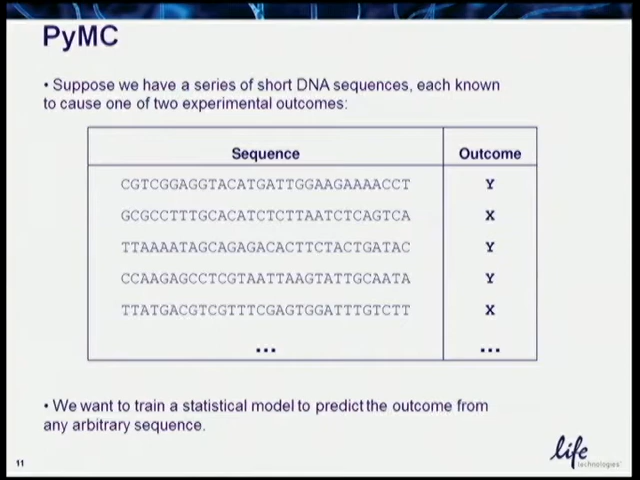 PyMC
• Suppose we have a series of short DNA sequences, each known
to cause one of two experimental outcomes:
Sequence Outcome
CGTCGGAGGTACATGATTGGAAGAAAACCT Y
GCGCCTTTGCACATCTCTTAATCTCAGTCA X
TTAAAATAGCAGAGACACTTCTACTGATAC Y
CCAAGAGCCTCGTAATTAAGTATTGCAATA Y
TTATGACGTCGTTTCGAGTGGATTTGTCTT X
... ...
• We want to train a statistical model to predict the outcome from
any arbitrary sequence.
life
technologies
11